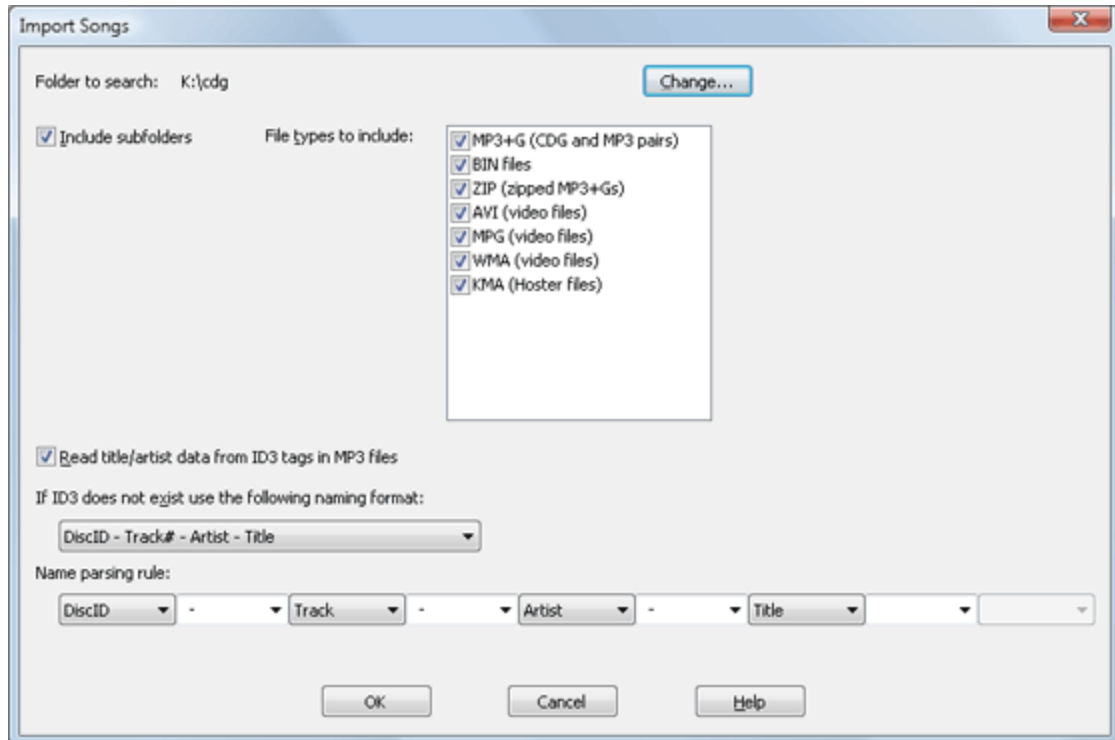 Import Songs
Folder to search: K:\cdg Change...
Include subfolders File types to include:
MP3+G (CDG and MP3 pairs)
BIN files
ZIP (zipped MP3+Gs)
AVI (video files)
MPG (video files)
WMA (video files)
KMA (Hoster files)
Read title/artist data from ID3 tags in MP3 files
If ID3 does not exist use the following naming format:
DiscID - Track# - Artist - Title
Name parsing rule:
DiscID - Track - Artist - Title
OK Cancel Help